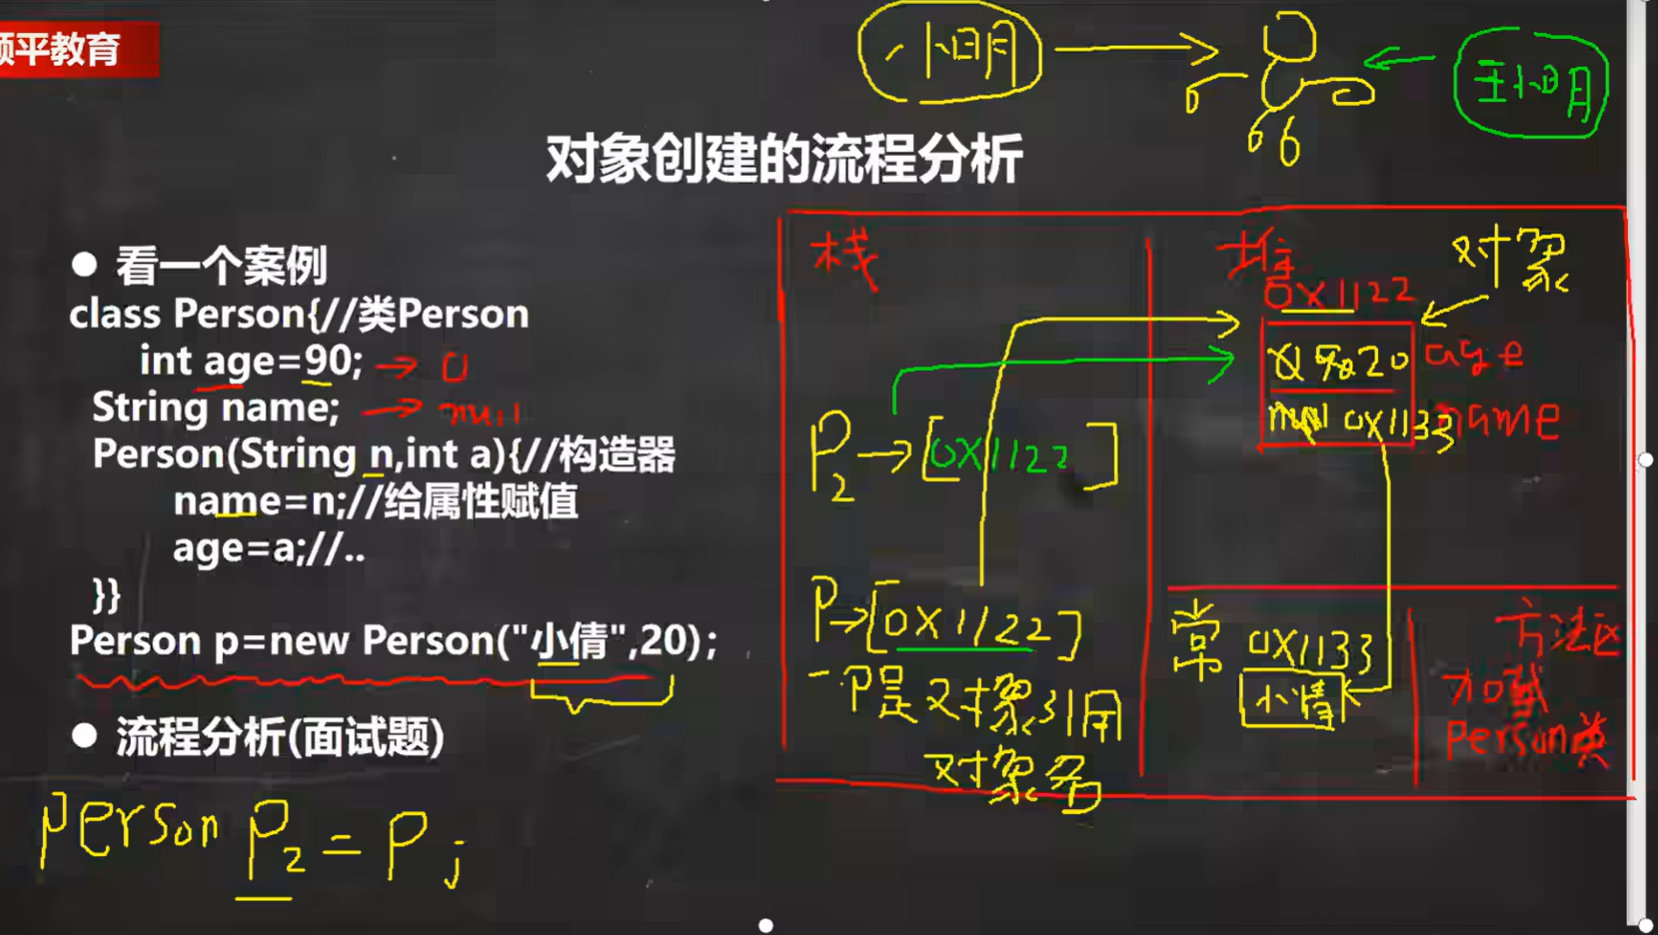 顺平教育
小明
王小明
对象创建的流程分析
● 看一个案例
class Person{//类Person
int age=90; → 0
String name; → null
Person(String n,int a){//构造器
name=n;//给属性赋值
age=a;//..
}}
Person p=new Person("小倩",20);
● 流程分析(面试题)
Person P2 = P;
栈
P2→[0X1122]
P→[0X1122]
P是对象引用
对象名
堆
对象
0X1122
20 age
null 0X1133 name
常
0X1133
小倩
方法区
加载
Person类